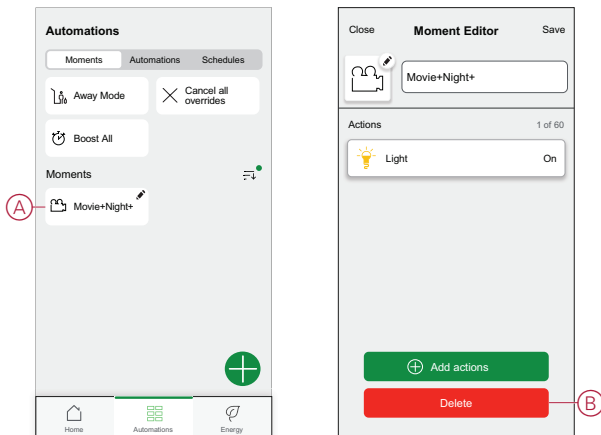 Automations
Moments Automations Schedules
Away Mode
Cancel all
overrides
Boost All
Moments
A
Movie+Night+
Home Automations Energy
Close Moment Editor Save
Movie+Night+
Actions 1 of 60
Light On
Add actions
Delete
B